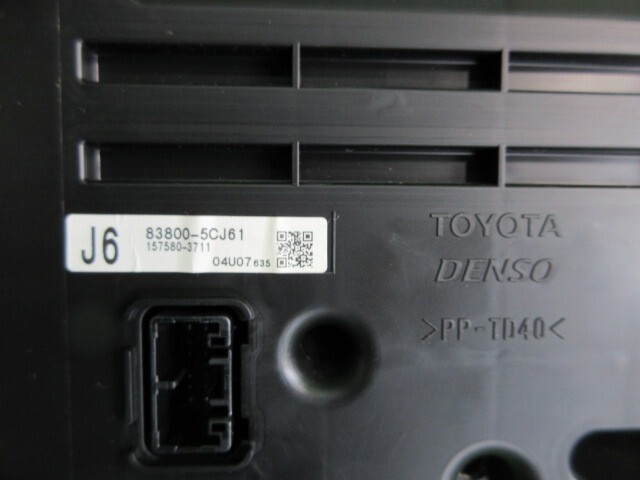 J6
83800-5CJ61
157580-3711
04U07635
TOYOTA
DENSO
>PP-TD40<